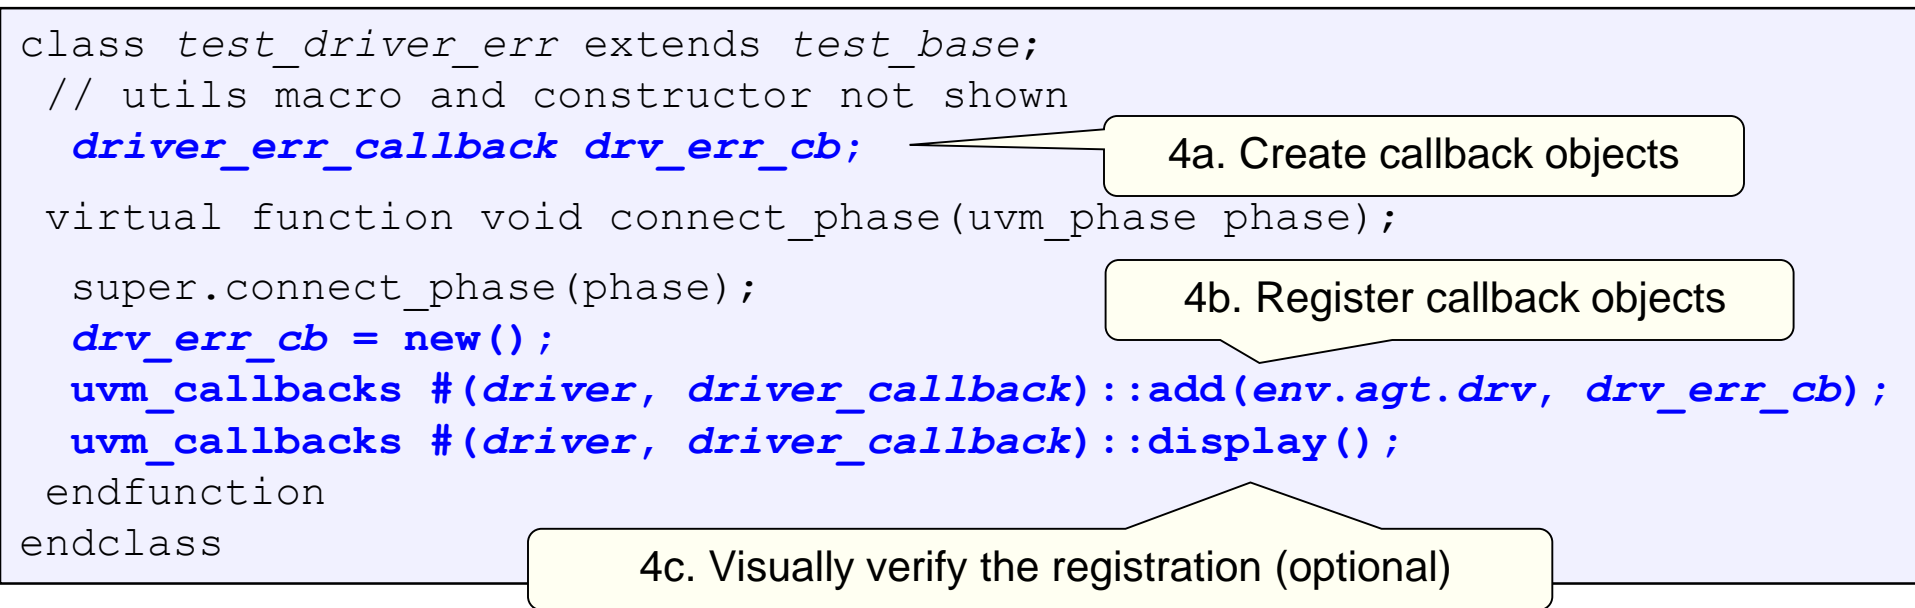 class test_driver_err extends test_base;
// utils macro and constructor not shown
driver_err_callback drv_err_cb;
4a. Create callback objects
virtual function void connect_phase(uvm_phase phase);
super.connect_phase(phase);
4b. Register callback objects
drv_err_cb = new();
uvm_callbacks #(driver, driver_callback)::add(env.agt.drv, drv_err_cb);
uvm_callbacks #(driver, driver_callback)::display();
endfunction
endclass
4c. Visually verify the registration (optional)